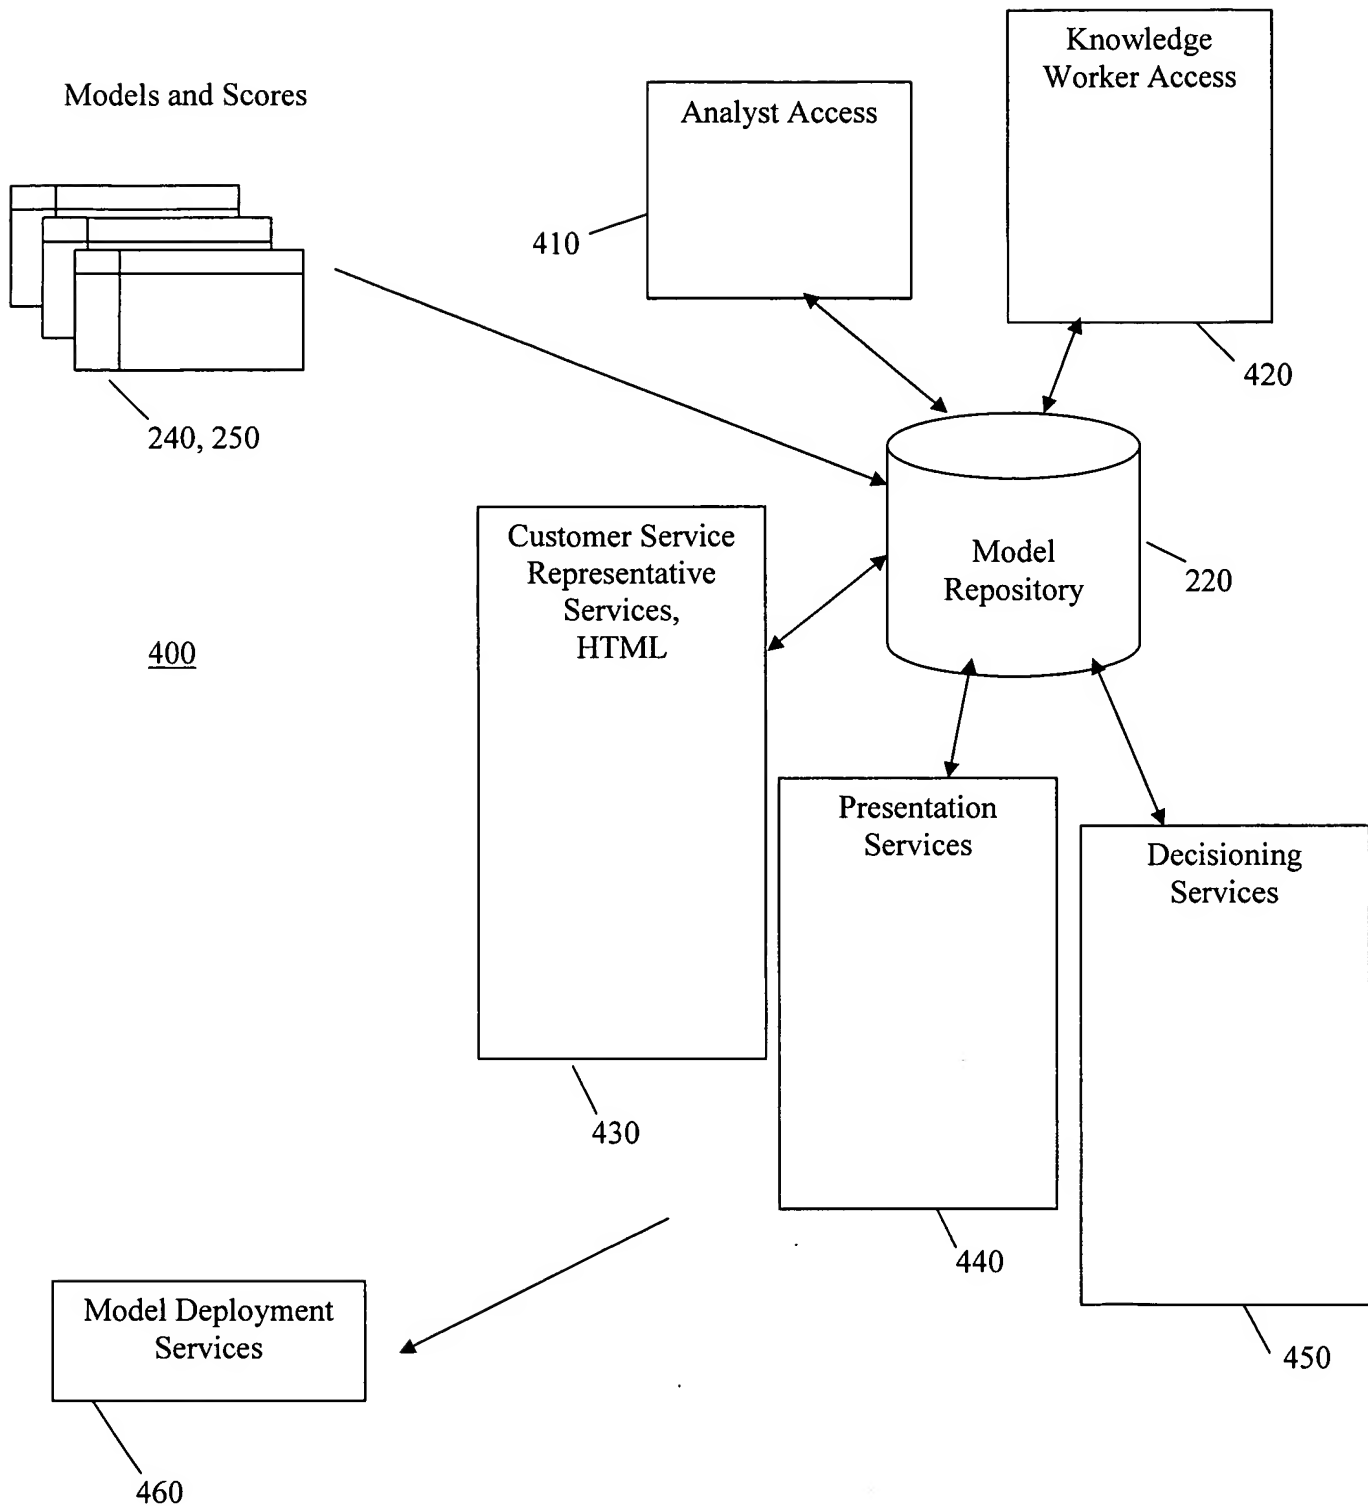 Knowledge
Worker Access
Models and Scores
Analyst Access
410
420
240, 250
Customer Service
Representative
Services,
HTML
Model
Repository
220
400
Presentation
Services
Decisioning
Services
430
440
Model Deployment
Services
450
460